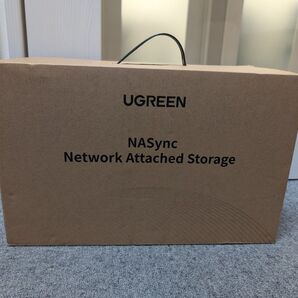 UGREEN
NASync
Network Attached Storage